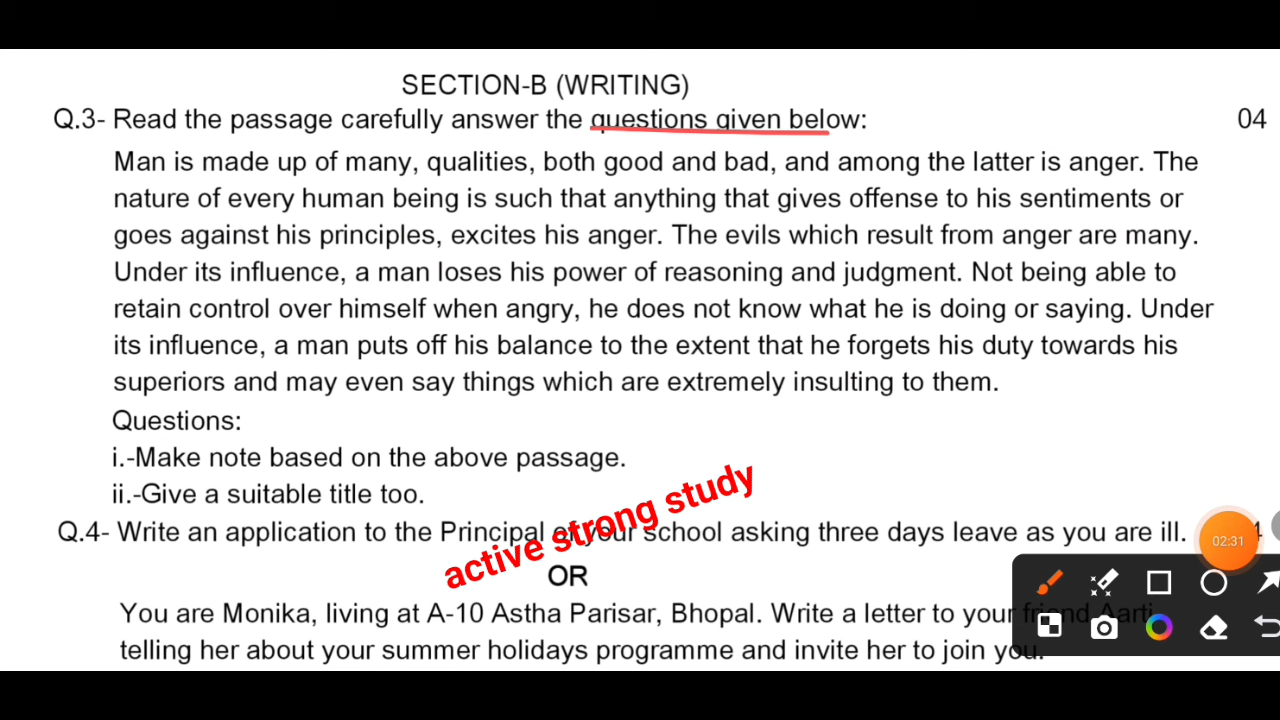 SECTION-B (WRITING)
Q.3- Read the passage carefully answer the questions given below: 04
Man is made up of many, qualities, both good and bad, and among the latter is anger. The
nature of every human being is such that anything that gives offense to his sentiments or
goes against his principles, excites his anger. The evils which result from anger are many.
Under its influence, a man loses his power of reasoning and judgment. Not being able to
retain control over himself when angry, he does not know what he is doing or saying. Under
its influence, a man puts off his balance to the extent that he forgets his duty towards his
superiors and may even say things which are extremely insulting to them.
Questions:
i.-Make note based on the above passage.
ii.-Give a suitable title too.
Q.4- Write an application to the Principal of your school asking three days leave as you are ill. 4
active strong study
02:31
OR
You are Monika, living at A-10 Astha Parisar, Bhopal. Write a letter to your friend Aarti
telling her about your summer holidays programme and invite her to join you.